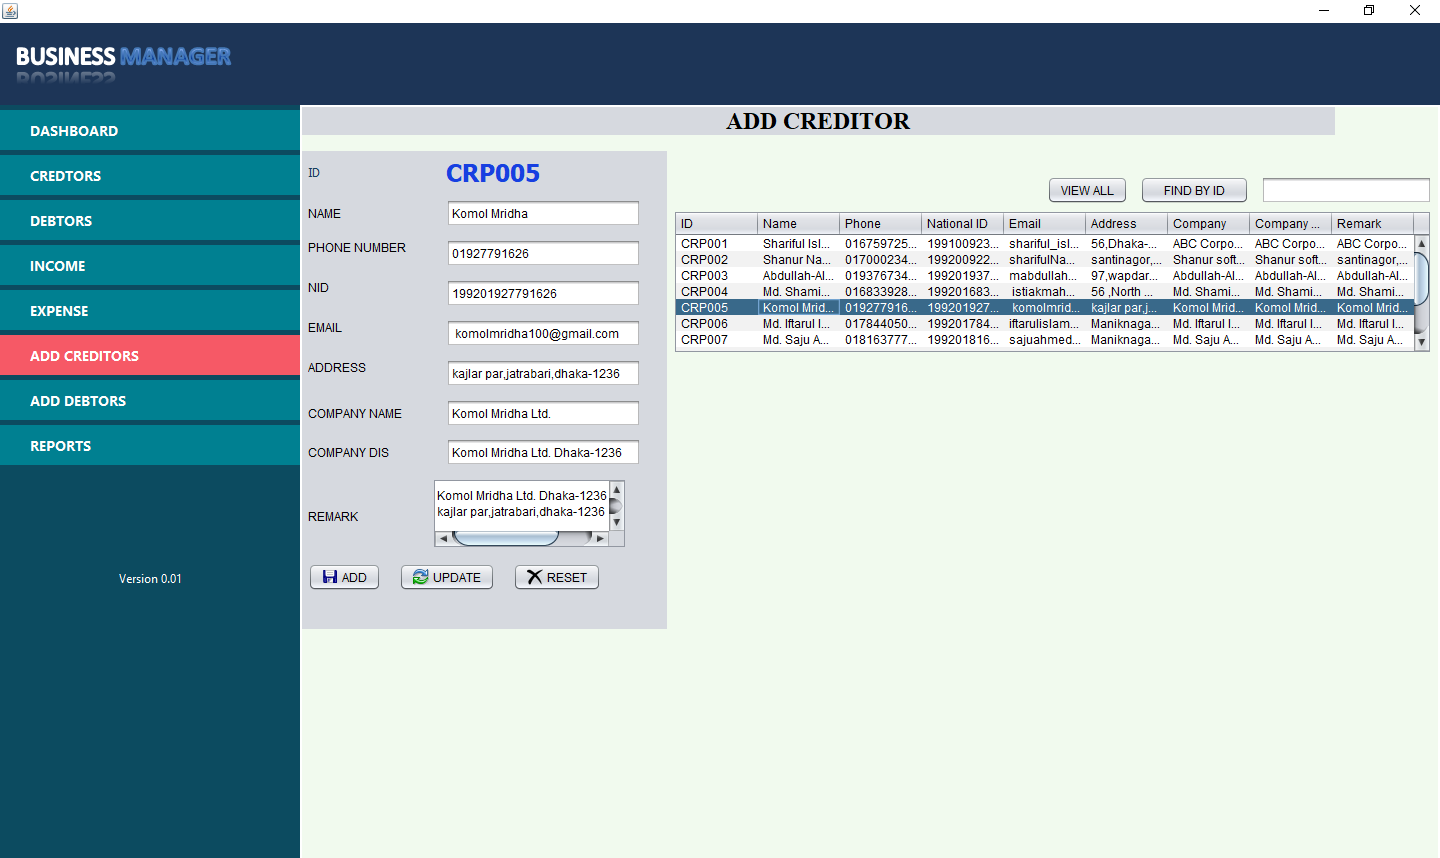 BUSINESS MANAGER
DASHBOARD
CREDTORS
DEBTORS
INCOME
EXPENSE
ADD CREDITORS
ADD DEBTORS
REPORTS
Version 0.01
ADD CREDITOR
ID CRP005
NAME Komol Mridha
PHONE NUMBER 01927791626
NID 199201927791626
EMAIL komolmridha100@gmail.com
ADDRESS kajlar par,jatrabari,dhaka-1236
COMPANY NAME Komol Mridha Ltd.
COMPANY DIS Komol Mridha Ltd. Dhaka-1236
REMARK Komol Mridha Ltd. Dhaka-1236
kajlar par,jatrabari,dhaka-1236
ADD UPDATE RESET
VIEW ALL FIND BY ID
ID Name Phone National ID Email Address Company Company ... Remark
CRP001 Shariful Isl... 016759725... 199100923... shariful_isl... 56,Dhaka-... ABC Corpo... ABC Corpo... ABC Corpo...
CRP002 Shanur Na... 017000234... 199200922... sharifulNa... santinagor,... Shanur soft... Shanur soft... santinagor,...
CRP003 Abdullah-Al... 019376734... 199201937... mabdullah... 97,wapdar... Abdullah-Al... Abdullah-Al... Abdullah-Al...
CRP004 Md. Shami... 016833928... 199201683... istiakmah... 56 ,North ... Md. Shami... Md. Shami... Md. Shami...
CRP005 Komol Mrid... 019277916... 199201927... komolmrid... kajlar par,j... Komol Mrid... Komol Mrid... Komol Mrid...
CRP006 Md. Iftarul I... 017844050... 199201784... iftarulislam... Maniknaga... Md. Iftarul I... Md. Iftarul I... Md. Iftarul I...
CRP007 Md. Saju A... 018163777... 199201816... sajuahmed... Maniknaga... Md. Saju A... Md. Saju A... Md. Saju A...